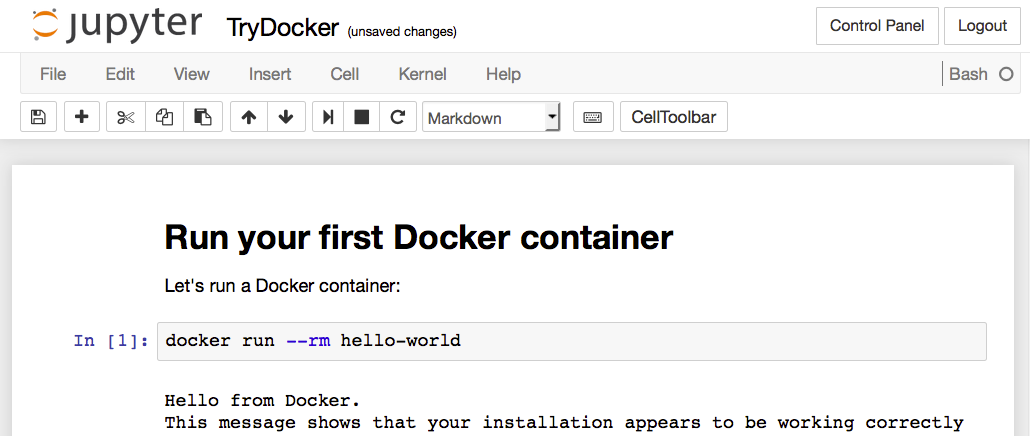 jupyter TryDocker (unsaved changes) Control Panel Logout
File Edit View Insert Cell Kernel Help Bash
Markdown CellToolbar
Run your first Docker container
Let's run a Docker container:
In [1]: docker run --rm hello-world
Hello from Docker.
This message shows that your installation appears to be working correctly